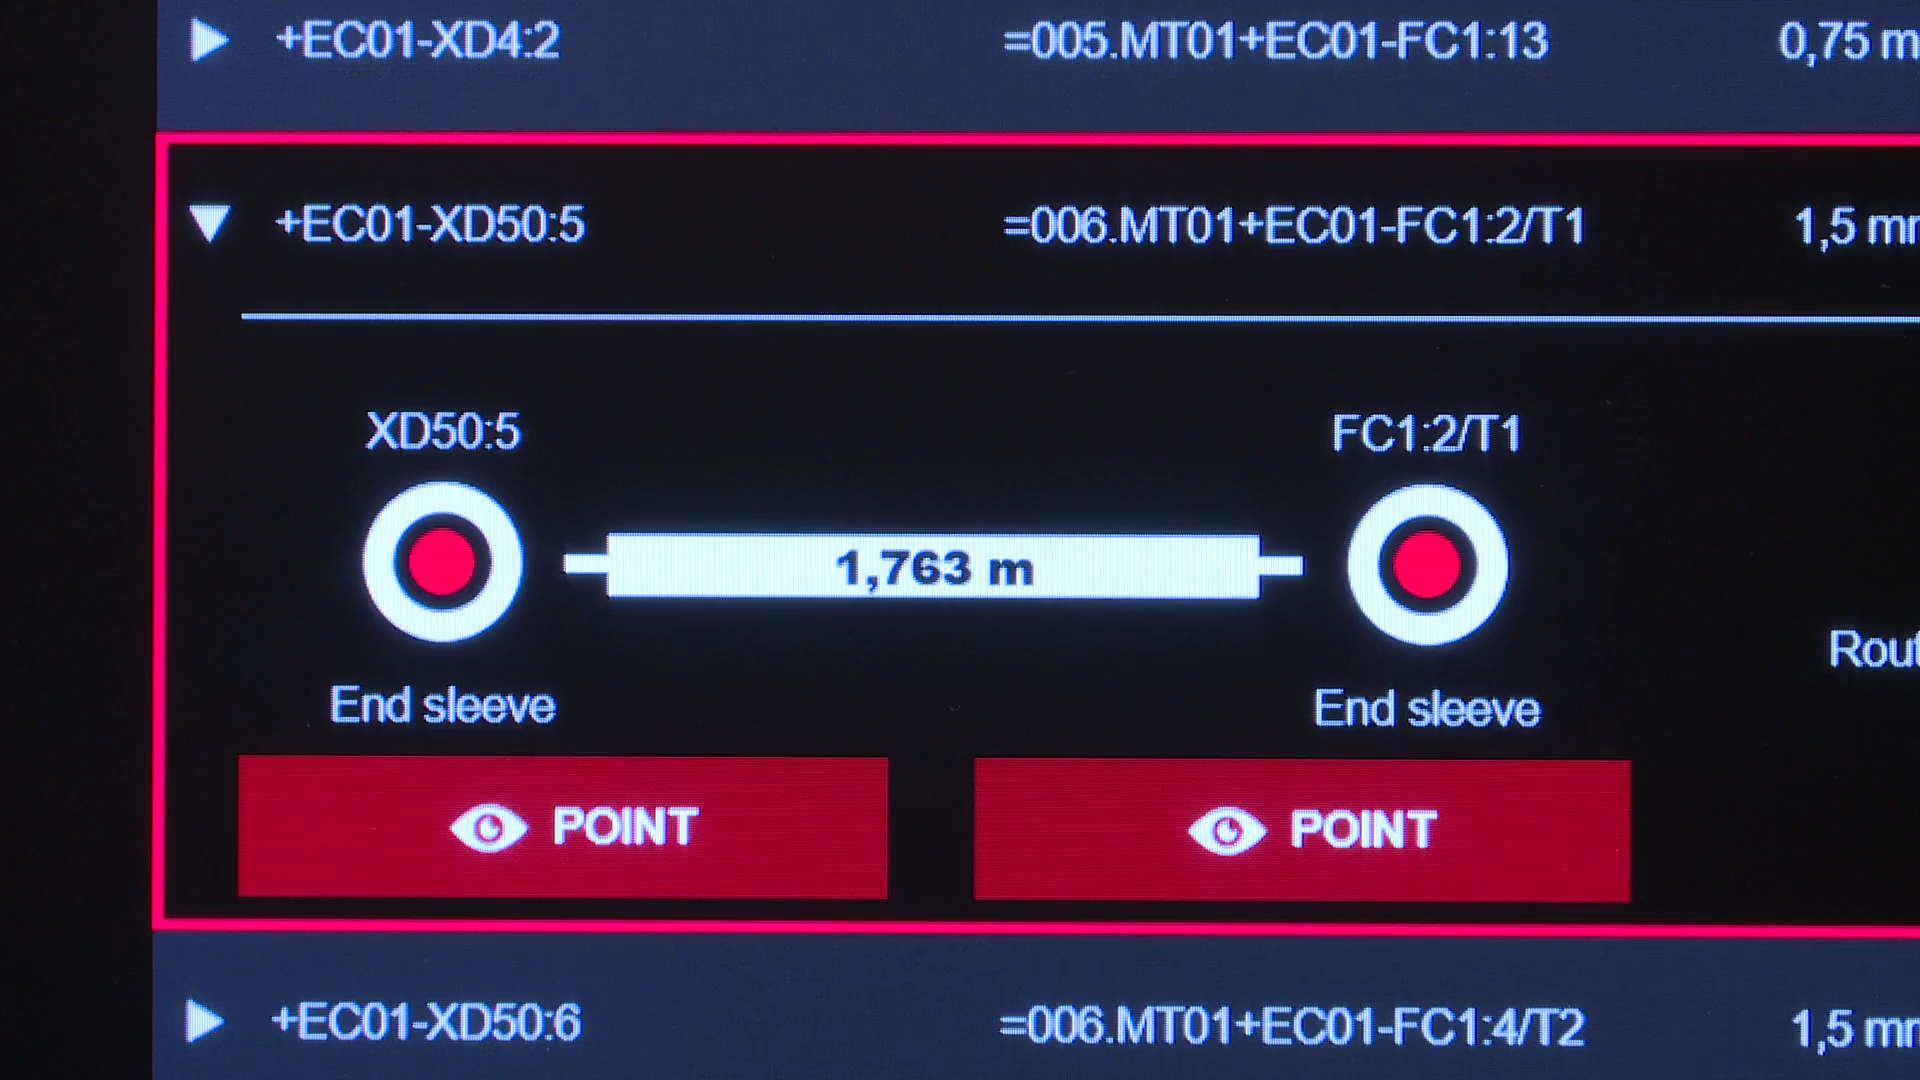 +EC01-XD4:2 =005.MT01+EC01-FC1:13 0,75 m
+EC01-XD50:5 =006.MT01+EC01-FC1:2/T1 1,5 m
XD50:5 FC1:2/T1
1,763 m
Rout
End sleeve End sleeve
POINT POINT
+EC01-XD50:6 =006.MT01+EC01-FC1:4/T2 1,5 m